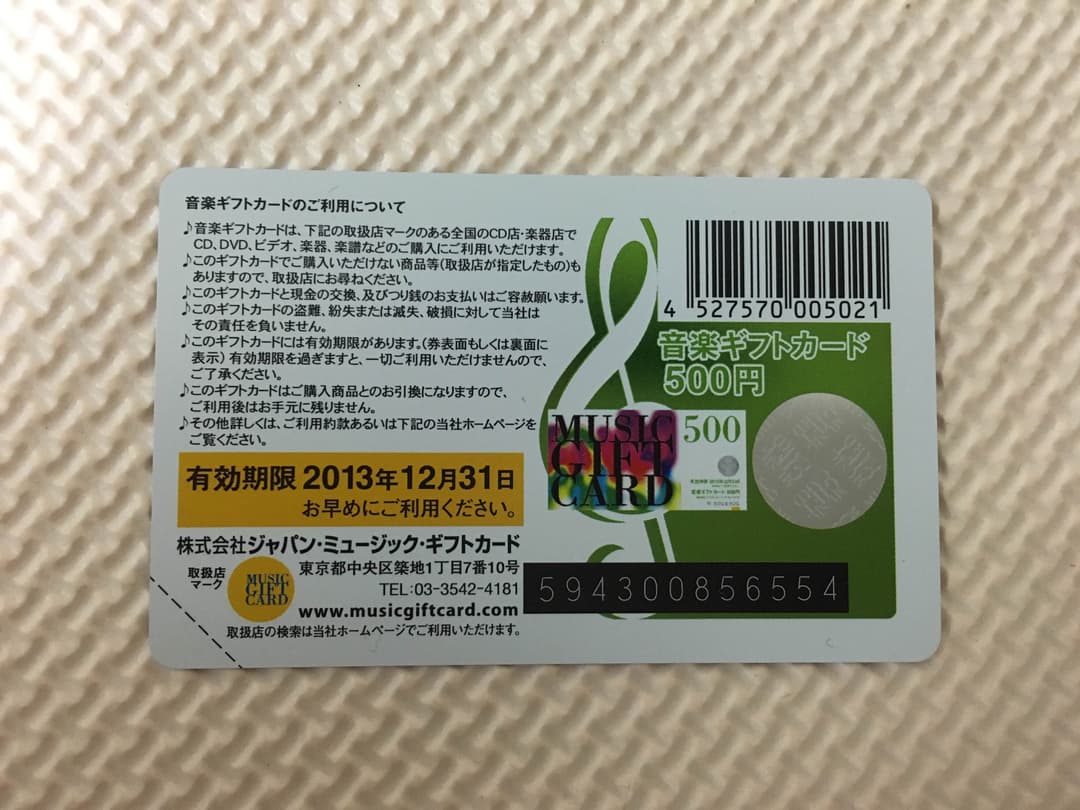 音楽ギフトカードのご利用について
♪音楽ギフトカードは、下記の取扱店マークのある全国のCD店・楽器店で
CD、DVD、ビデオ、楽器、楽譜などのご購入にご利用いただけます。
♪このギフトカードでご購入いただけない商品等(取扱店が指定したもの)も
ありますので、取扱店にお尋ねください。
♪このギフトカードと現金の交換、及びつり銭のお支払いはご容赦願います。
♪このギフトカードの盗難、紛失または滅失、破損に対して当社は
その責任を負いません。
♪このギフトカードには有効期限があります。(券表面もしくは裏面に
表示)有効期限を過ぎますと、一切ご利用いただけませんので、
ご了承ください。
♪このギフトカードはご購入商品とのお引換になりますので、
ご利用後はお手元に残りません。
♪その他詳しくは、ご利用約款あるいは下記の当社ホームページを
ご覧ください。
有効期限 2013年12月31日
お早めにご利用ください。
株式会社ジャパン・ミュージック・ギフトカード
取扱店
マーク
MUSIC
GIFT
CARD
東京都中央区築地1丁目7番10号
TEL:03-3542-4181
www.musicgiftcard.com
取扱店の検索は当社ホームページでご利用いただけます。
4 527570 005021
音楽ギフトカード
500円
MUSIC
GIFT
CARD
500
594300856554